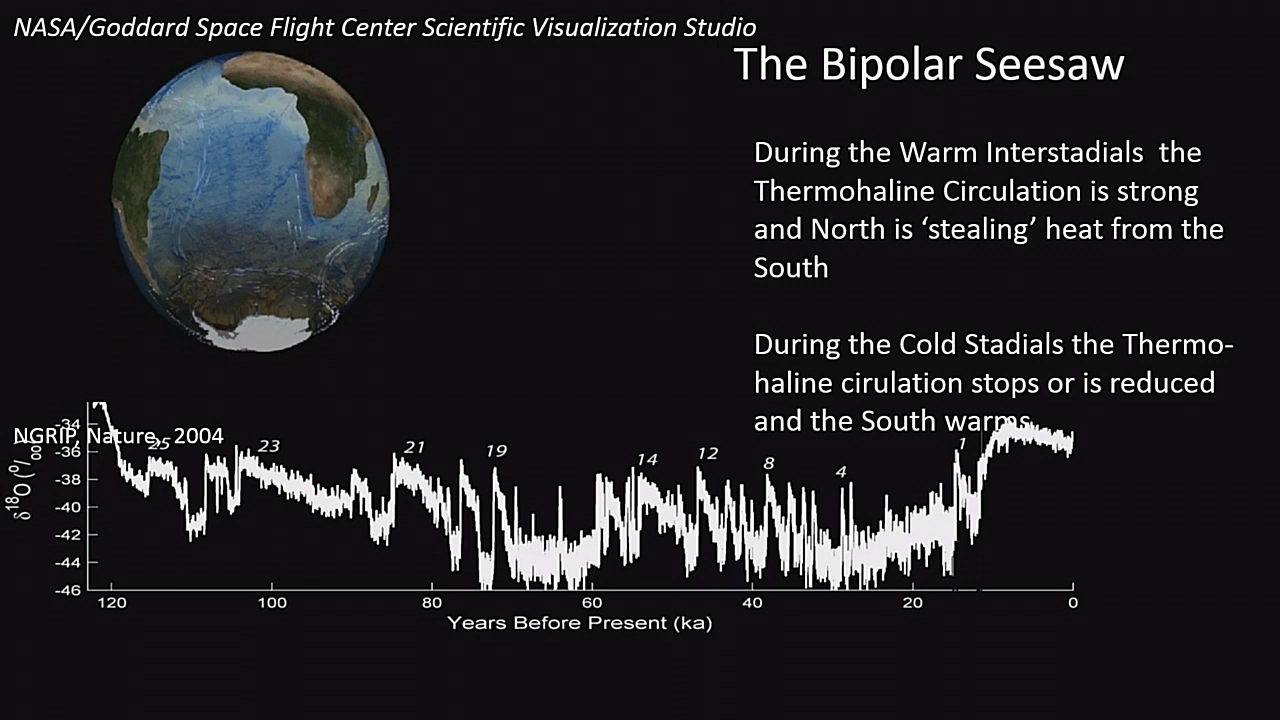 NASA/Goddard Space Flight Center Scientific Visualization Studio
The Bipolar Seesaw
During the Warm Interstadials the
Thermohaline Circulation is strong
and North is ‘stealing’ heat from the
South
During the Cold Stadials the Thermo-
haline cirulation stops or is reduced
and the South warms
NGRIP, Nature, 2004
δ18O (0/00)
-34
-36
-38
-40
-42
-44
-46
25 23 21 19 14 12 8 4 1
120 100 80 60 40 20 0
Years Before Present (ka)